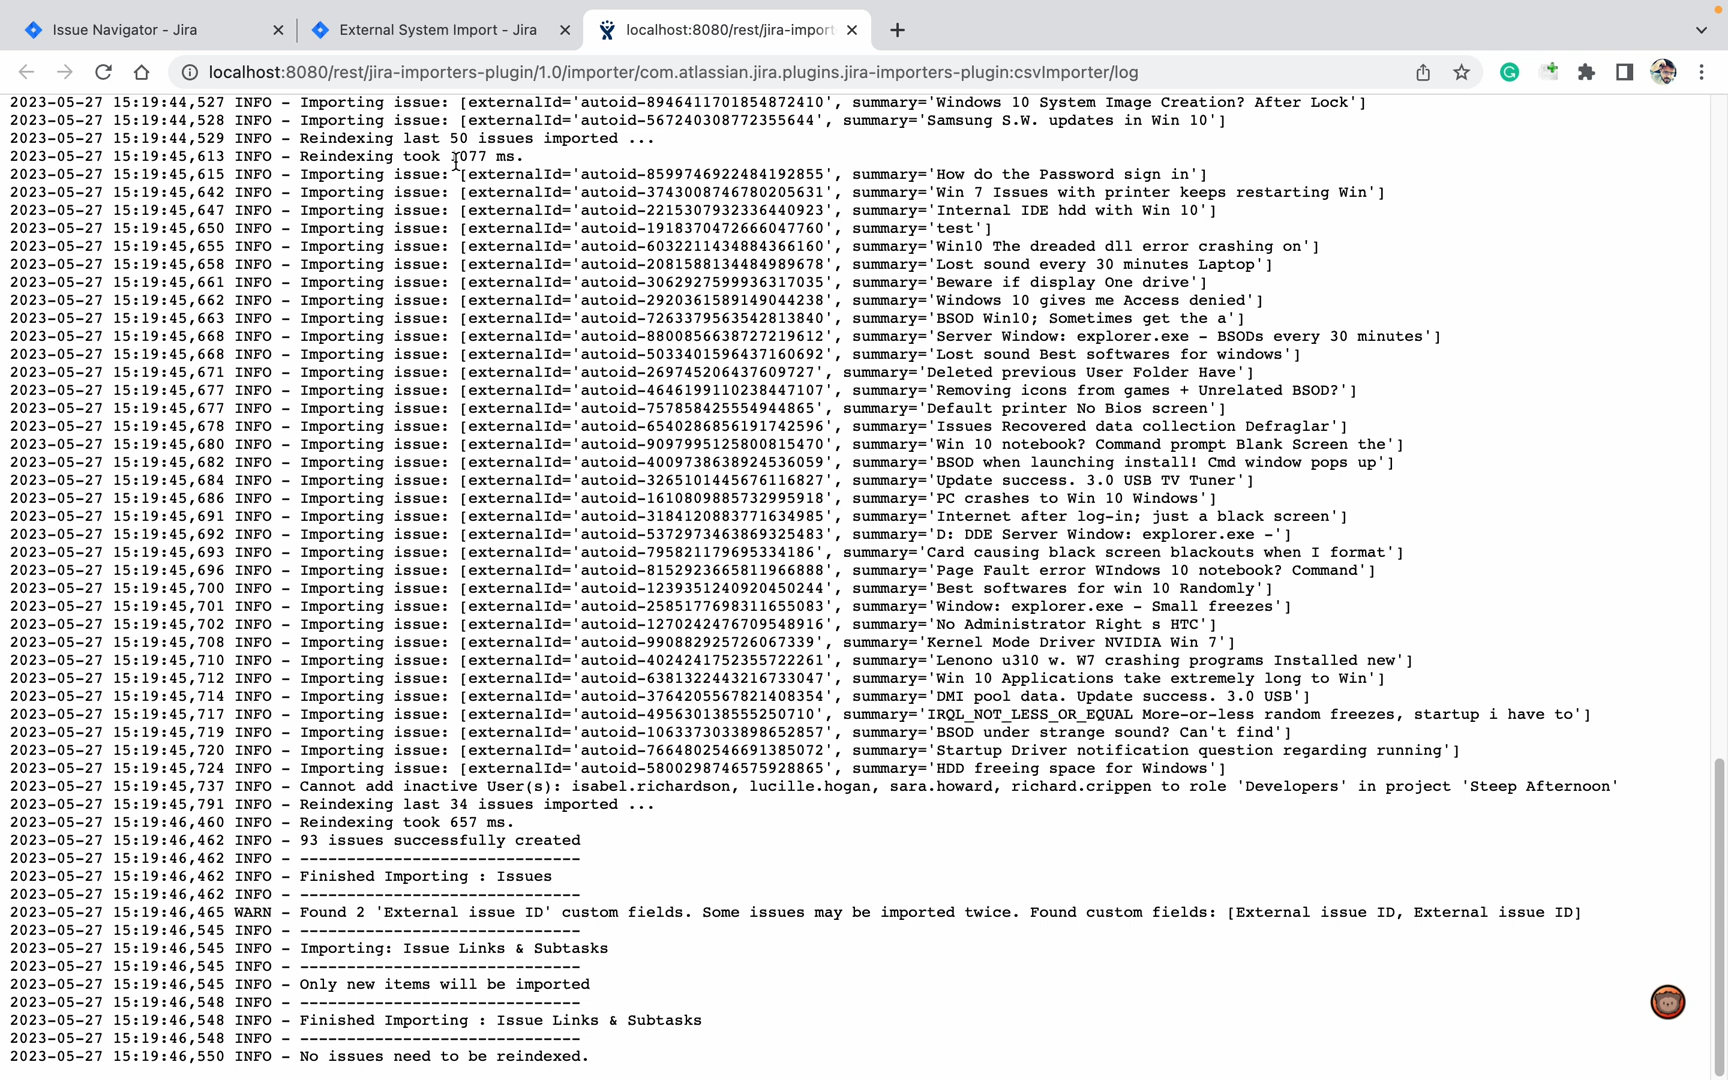 Issue Navigator - Jira
External System Import - Jira
localhost:8080/rest/jira-import
localhost:8080/rest/jira-importers-plugin/1.0/importer/com.atlassian.jira.plugins.jira-importers-plugin:csvImporter/log
2023-05-27 15:19:44,527 INFO - Importing issue: [externalId='autoid-8946411701854872410', summary='Windows 10 System Image Creation? After Lock']
2023-05-27 15:19:44,528 INFO - Importing issue: [externalId='autoid-567240308772355644', summary='Samsung S.W. updates in Win 10']
2023-05-27 15:19:44,529 INFO - Reindexing last 50 issues imported ...
2023-05-27 15:19:45,613 INFO - Reindexing took 1077 ms.
2023-05-27 15:19:45,615 INFO - Importing issue: [externalId='autoid-8599746922484192855', summary='How do the Password sign in']
2023-05-27 15:19:45,642 INFO - Importing issue: [externalId='autoid-3743008746780205631', summary='Win 7 Issues with printer keeps restarting Win']
2023-05-27 15:19:45,647 INFO - Importing issue: [externalId='autoid-2215307932336440923', summary='Internal IDE hdd with Win 10']
2023-05-27 15:19:45,650 INFO - Importing issue: [externalId='autoid-1918370472666047760', summary='test']
2023-05-27 15:19:45,655 INFO - Importing issue: [externalId='autoid-6032211434884366160', summary='Win10 The dreaded dll error crashing on']
2023-05-27 15:19:45,658 INFO - Importing issue: [externalId='autoid-2081588134484989678', summary='Lost sound every 30 minutes Laptop']
2023-05-27 15:19:45,661 INFO - Importing issue: [externalId='autoid-3062927599936317035', summary='Beware if display One drive']
2023-05-27 15:19:45,662 INFO - Importing issue: [externalId='autoid-2920361589149044238', summary='Windows 10 gives me Access denied']
2023-05-27 15:19:45,663 INFO - Importing issue: [externalId='autoid-7263379563542813840', summary='BSOD Win10; Sometimes get the a']
2023-05-27 15:19:45,668 INFO - Importing issue: [externalId='autoid-8800856638727219612', summary='Server Window: explorer.exe - BSODs every 30 minutes']
2023-05-27 15:19:45,668 INFO - Importing issue: [externalId='autoid-5033401596437160692', summary='Lost sound Best softwares for windows']
2023-05-27 15:19:45,671 INFO - Importing issue: [externalId='autoid-269745206437609727', summary='Deleted previous User Folder Have']
2023-05-27 15:19:45,677 INFO - Importing issue: [externalId='autoid-4646199110238447107', summary='Removing icons from games + Unrelated BSOD?']
2023-05-27 15:19:45,677 INFO - Importing issue: [externalId='autoid-757858425554944865', summary='Default printer No Bios screen']
2023-05-27 15:19:45,678 INFO - Importing issue: [externalId='autoid-6540286856191742596', summary='Issues Recovered data collection Defraglar']
2023-05-27 15:19:45,680 INFO - Importing issue: [externalId='autoid-9097995125800815470', summary='Win 10 notebook? Command prompt Blank Screen the']
2023-05-27 15:19:45,682 INFO - Importing issue: [externalId='autoid-4009738638924536059', summary='BSOD when launching install! Cmd window pops up']
2023-05-27 15:19:45,684 INFO - Importing issue: [externalId='autoid-3265101445676116827', summary='Update success. 3.0 USB TV Tuner']
2023-05-27 15:19:45,686 INFO - Importing issue: [externalId='autoid-1610809885732995918', summary='PC crashes to Win 10 Windows']
2023-05-27 15:19:45,691 INFO - Importing issue: [externalId='autoid-3184120883771634985', summary='Internet after log-in; just a black screen']
2023-05-27 15:19:45,692 INFO - Importing issue: [externalId='autoid-5372973463869325483', summary='D: DDE Server Window: explorer.exe -']
2023-05-27 15:19:45,693 INFO - Importing issue: [externalId='autoid-795821179695334186', summary='Card causing black screen blackouts when I format']
2023-05-27 15:19:45,696 INFO - Importing issue: [externalId='autoid-8152923665811966888', summary='Page Fault error WIndows 10 notebook? Command']
2023-05-27 15:19:45,700 INFO - Importing issue: [externalId='autoid-1239351240920450244', summary='Best softwares for win 10 Randomly']
2023-05-27 15:19:45,701 INFO - Importing issue: [externalId='autoid-2585177698311655083', summary='Window: explorer.exe - Small freezes']
2023-05-27 15:19:45,702 INFO - Importing issue: [externalId='autoid-1270242476709548916', summary='No Administrator Right s HTC']
2023-05-27 15:19:45,708 INFO - Importing issue: [externalId='autoid-990882925726067339', summary='Kernel Mode Driver NVIDIA Win 7']
2023-05-27 15:19:45,710 INFO - Importing issue: [externalId='autoid-4024241752355722261', summary='Lenono u310 w. W7 crashing programs Installed new']
2023-05-27 15:19:45,712 INFO - Importing issue: [externalId='autoid-6381322443216733047', summary='Win 10 Applications take extremely long to Win']
2023-05-27 15:19:45,714 INFO - Importing issue: [externalId='autoid-3764205567821408354', summary='DMI pool data. Update success. 3.0 USB']
2023-05-27 15:19:45,717 INFO - Importing issue: [externalId='autoid-495630138555250710', summary='IRQL_NOT_LESS_OR_EQUAL More-or-less random freezes, startup i have to']
2023-05-27 15:19:45,719 INFO - Importing issue: [externalId='autoid-1063373033898652857', summary='BSOD under strange sound? Can't find']
2023-05-27 15:19:45,720 INFO - Importing issue: [externalId='autoid-7664802546691385072', summary='Startup Driver notification question regarding running']
2023-05-27 15:19:45,724 INFO - Importing issue: [externalId='autoid-5800298746575928865', summary='HDD freeing space for Windows']
2023-05-27 15:19:45,737 INFO - Cannot add inactive User(s): isabel.richardson, lucille.hogan, sara.howard, richard.crippen to role 'Developers' in project 'Steep Afternoon'
2023-05-27 15:19:45,791 INFO - Reindexing last 34 issues imported ...
2023-05-27 15:19:46,460 INFO - Reindexing took 657 ms.
2023-05-27 15:19:46,462 INFO - 93 issues successfully created
2023-05-27 15:19:46,462 INFO - ------------------------------
2023-05-27 15:19:46,462 INFO - Finished Importing : Issues
2023-05-27 15:19:46,462 INFO - ------------------------------
2023-05-27 15:19:46,465 WARN - Found 2 'External issue ID' custom fields. Some issues may be imported twice. Found custom fields: [External issue ID, External issue ID]
2023-05-27 15:19:46,545 INFO - ------------------------------
2023-05-27 15:19:46,545 INFO - Importing: Issue Links & Subtasks
2023-05-27 15:19:46,545 INFO - ------------------------------
2023-05-27 15:19:46,545 INFO - Only new items will be imported
2023-05-27 15:19:46,548 INFO - ------------------------------
2023-05-27 15:19:46,548 INFO - Finished Importing : Issue Links & Subtasks
2023-05-27 15:19:46,548 INFO - ------------------------------
2023-05-27 15:19:46,550 INFO - No issues need to be reindexed.